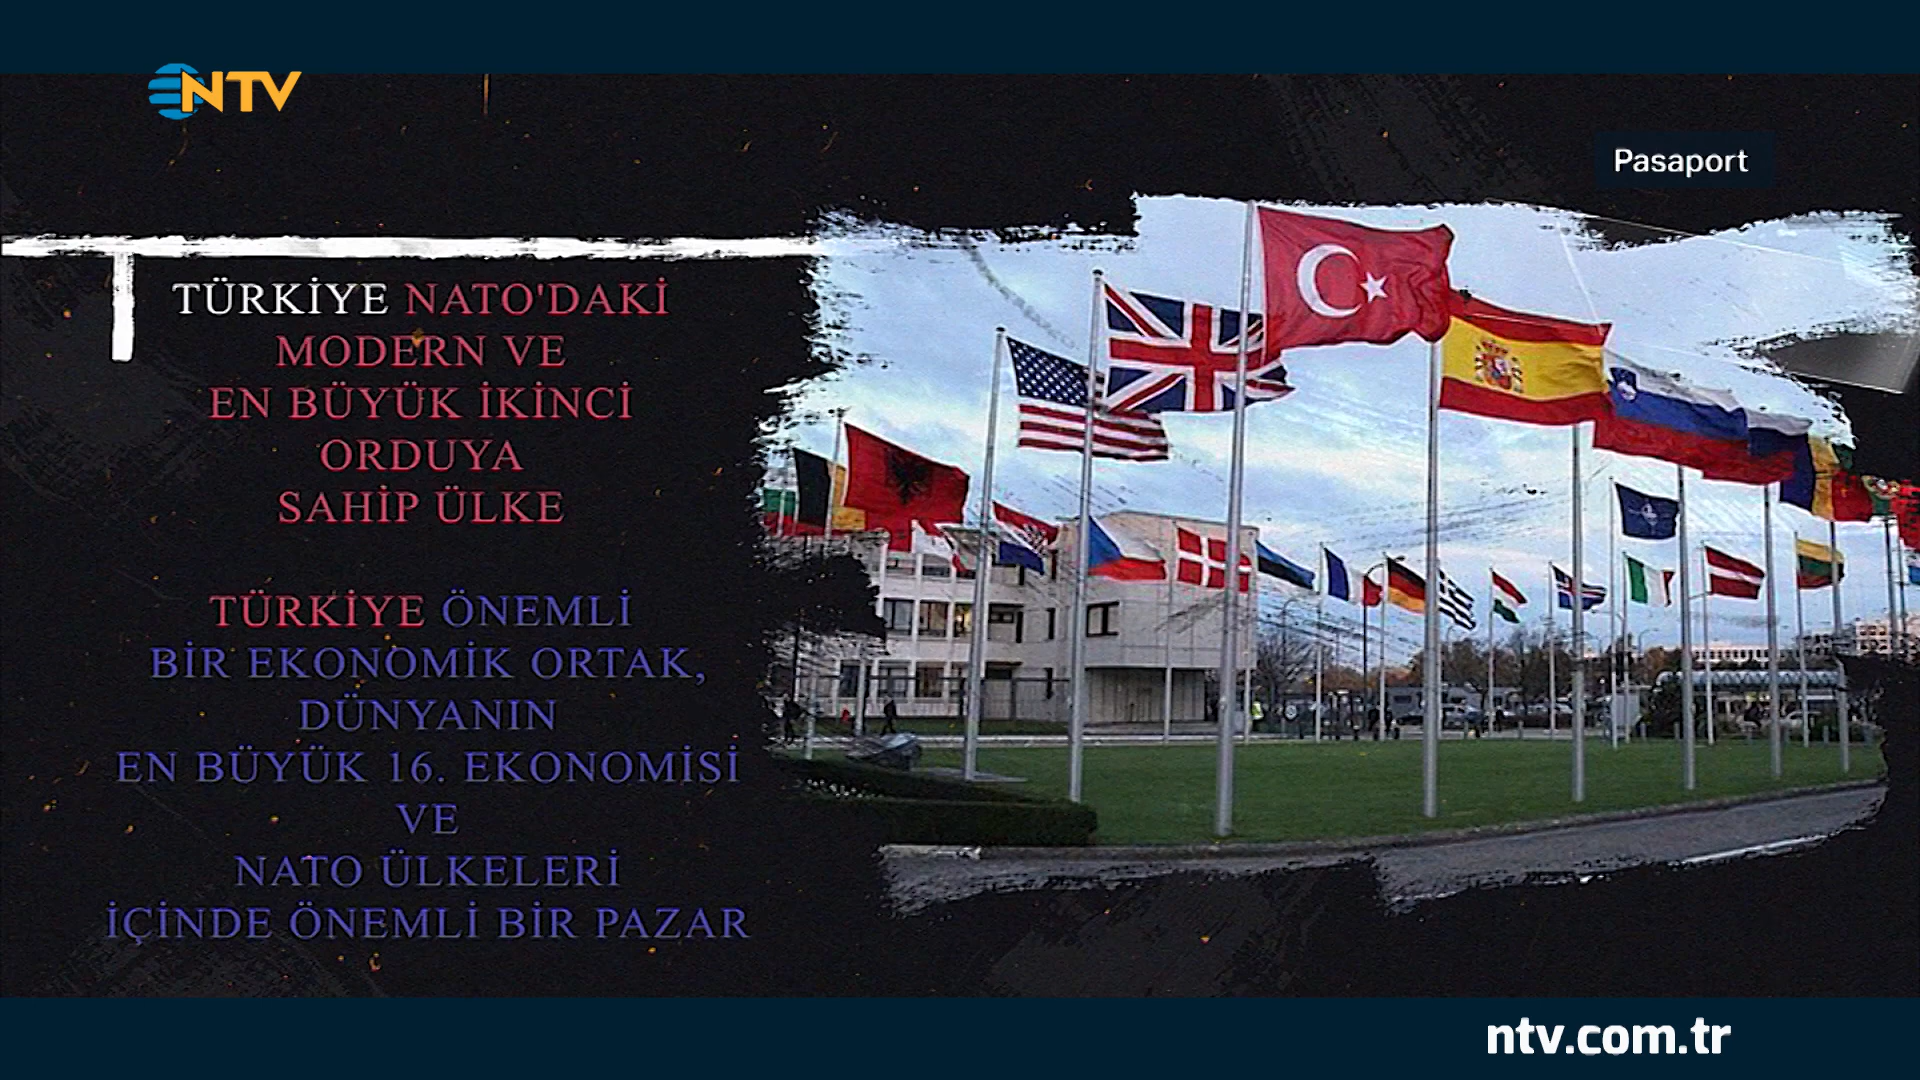 NTV
Pasaport
TÜRKİYE NATO'DAKİ
MODERN VE
EN BÜYÜK İKİNCİ
ORDUYA
SAHİP ÜLKE
TÜRKİYE ÖNEMLİ
BİR EKONOMİK ORTAK,
DÜNYANIN
EN BÜYÜK 16. EKONOMİSİ
VE
NATO ÜLKELERİ
İÇİNDE ÖNEMLİ BİR PAZAR
ntv.com.tr